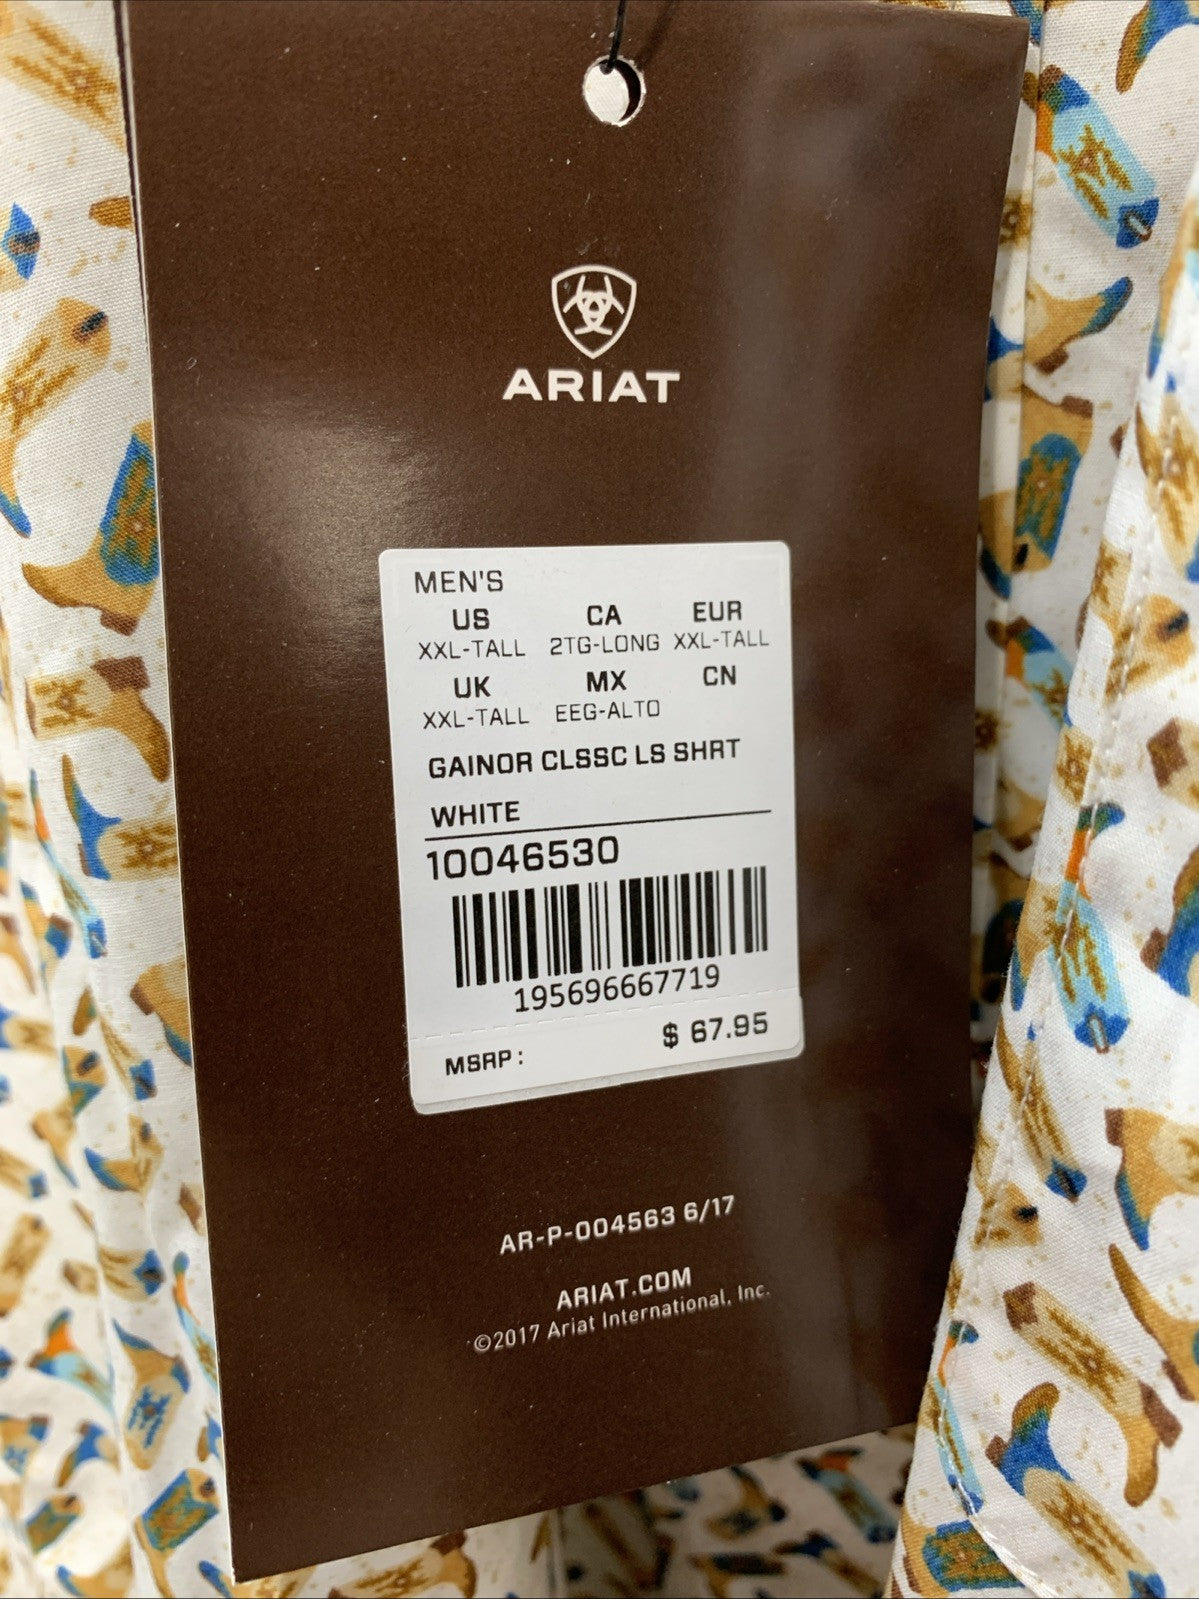 ARIAT
MEN'S
US CA EUR
XXL-TALL 2TG-LONG XXL-TALL
UK MX CN
XXL-TALL EEG-ALTO
GAINOR CLSSC LS SHRT
WHITE
10046530
195696667719
MSRP: $ 67.95
AR-P-004563 6/17
ARIAT.COM
©2017 Ariat International, Inc.